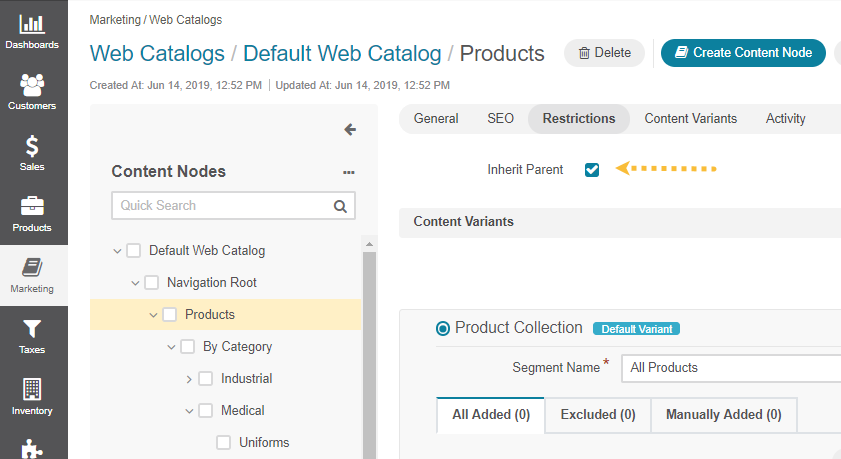 Dashboards
Customers
Sales
Products
Marketing
Taxes
Inventory
Marketing / Web Catalogs
Web Catalogs / Default Web Catalog / Products
Delete
Create Content Node
Created At: Jun 14, 2019, 12:52 PM | Updated At: Jun 14, 2019, 12:52 PM
Content Nodes
...
Quick Search
Default Web Catalog
Navigation Root
Products
By Category
Industrial
Medical
Uniforms
General SEO Restrictions Content Variants Activity
Inherit Parent
Content Variants
Product Collection Default Variant
Segment Name * All Products
All Added (0) Excluded (0) Manually Added (0)